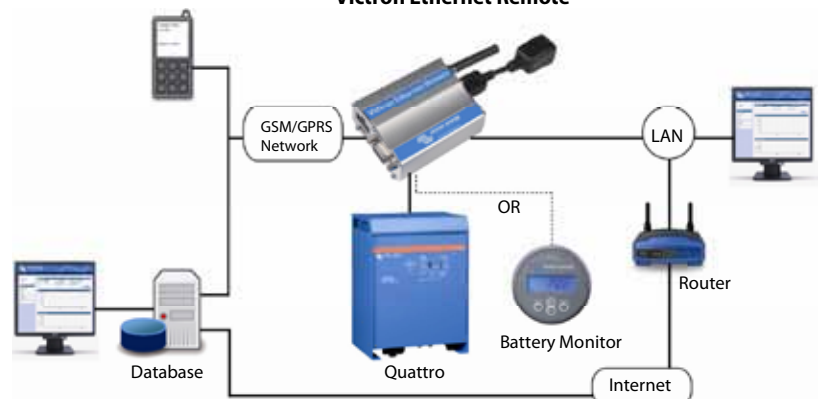 Victron Ethernet Remote
GSM/GPRS
Network
LAN
OR
Router
Battery Monitor
Database
Quattro
Internet